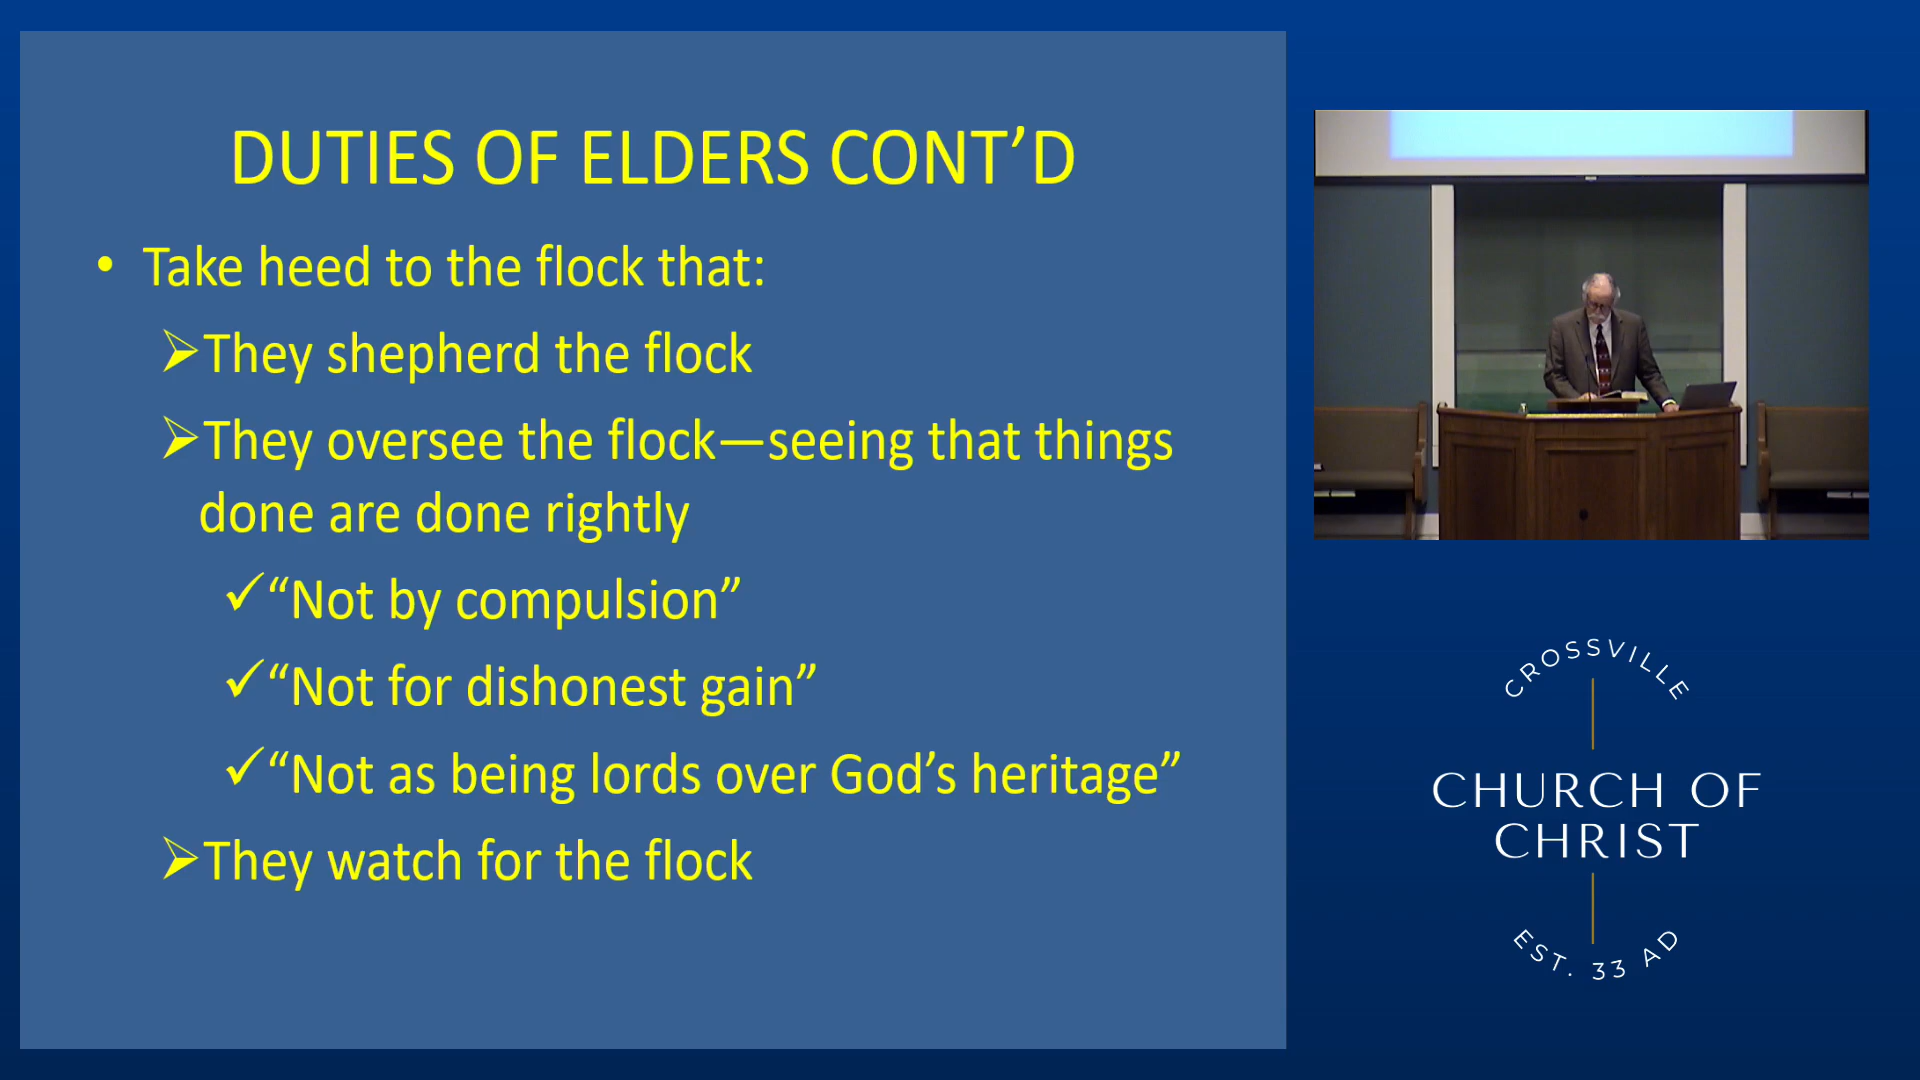 DUTIES OF ELDERS CONT’D
• Take heed to the flock that:
➢They shepherd the flock
➢They oversee the flock—seeing that things
done are done rightly
✓“Not by compulsion”
✓“Not for dishonest gain”
✓“Not as being lords over God’s heritage”
➢They watch for the flock
CROSSVILLE
CHURCH OF
CHRIST
EST. 33 AD